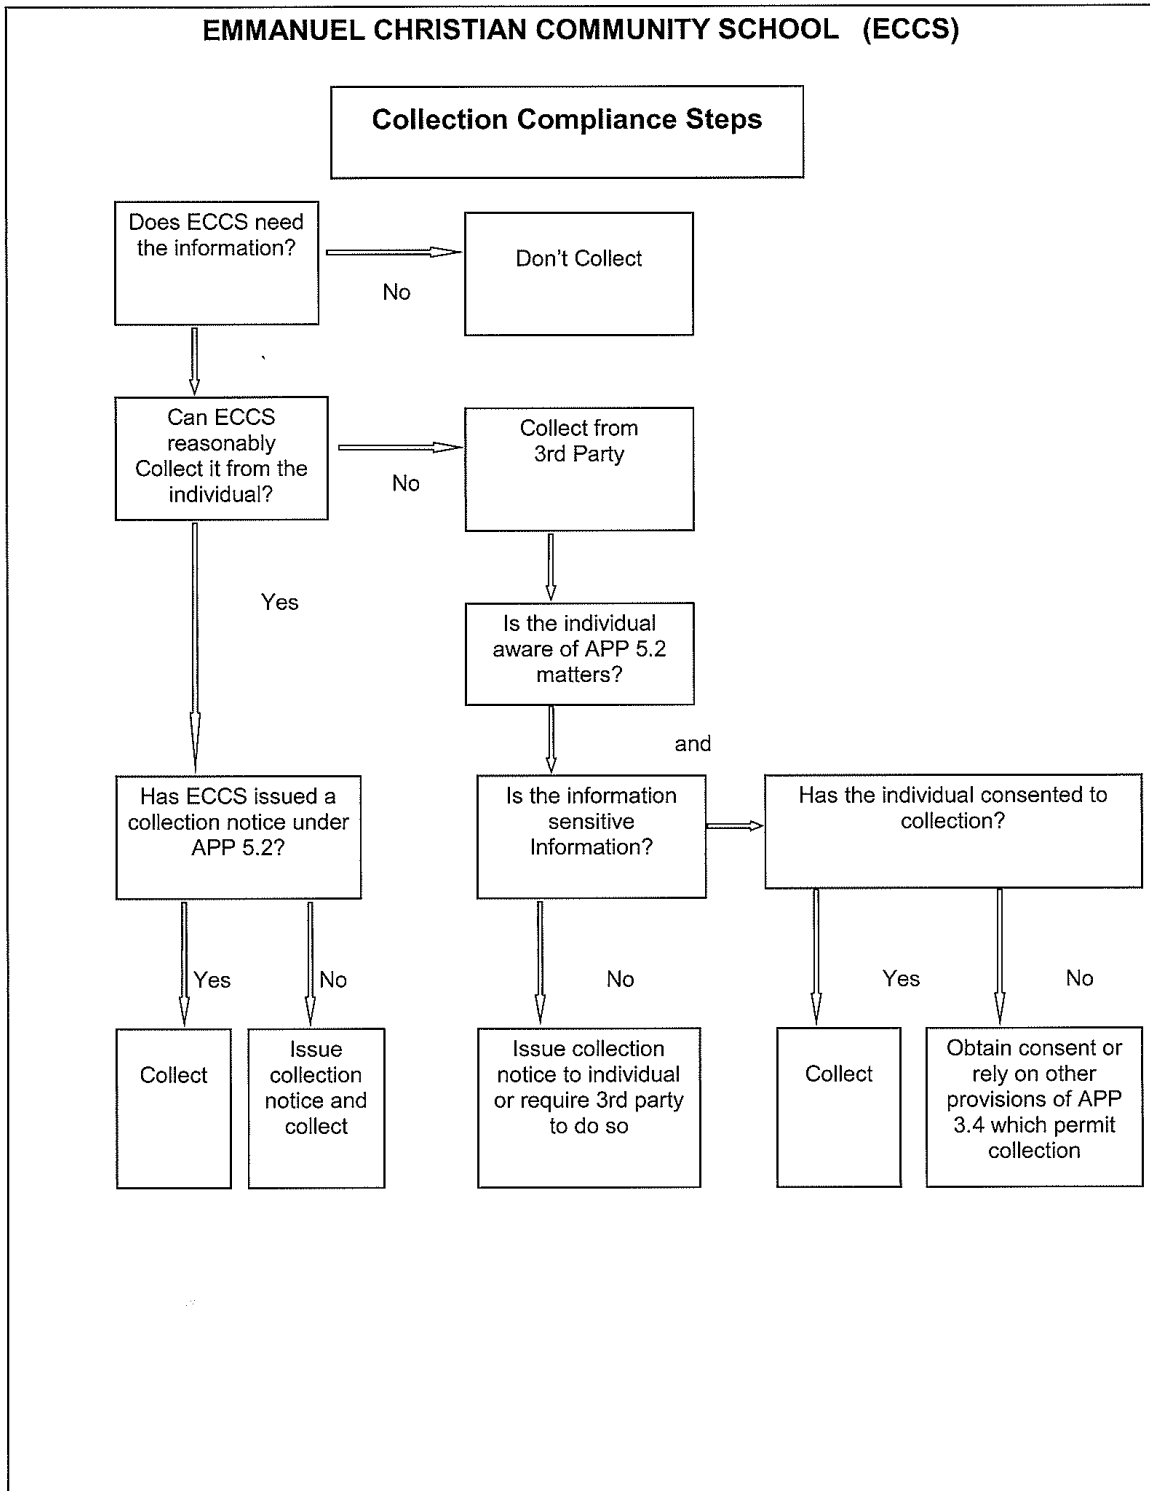 EMMANUEL CHRISTIAN COMMUNITY SCHOOL (ECCS)
Collection Compliance Steps
Does ECCS need
the information?
No
Don't Collect
Can ECCS
reasonably
Collect it from the
individual?
No
Collect from
3rd Party
Yes
Is the individual
aware of APP 5.2
matters?
and
Has ECCS issued a
collection notice under
APP 5.2?
Is the information
sensitive
Information?
Has the individual consented to
collection?
Yes
No
No
Yes
No
Collect
Issue
collection
notice and
collect
Issue collection
notice to individual
or require 3rd party
to do so
Collect
Obtain consent or
rely on other
provisions of APP
3.4 which permit
collection